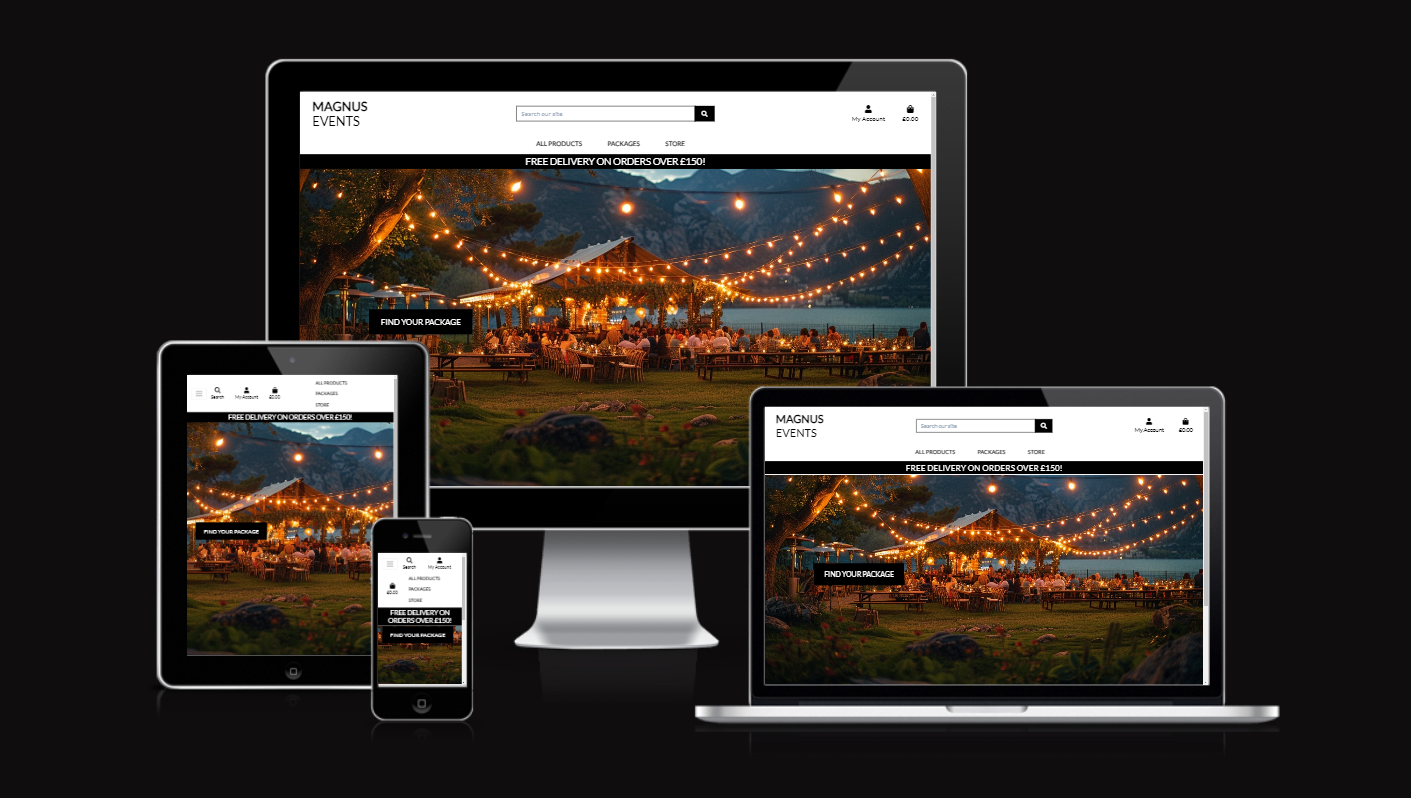 MAGNUS
EVENTS
Search our site
My Account
£0.00
ALL PRODUCTS PACKAGES STORE
FREE DELIVERY ON ORDERS OVER £150!
FIND YOUR PACKAGE
Search
My Account
£0.00
ALL PRODUCTS
PACKAGES
STORE
FREE DELIVERY ON ORDERS OVER £150!
FIND YOUR PACKAGE
Search
My Account
£0.00
ALL PRODUCTS
PACKAGES
STORE
FREE DELIVERY ON
ORDERS OVER £150!
FIND YOUR PACKAGE
MAGNUS
EVENTS
Search our site
My Account
£0.00
ALL PRODUCTS PACKAGES STORE
FREE DELIVERY ON ORDERS OVER £150!
FIND YOUR PACKAGE